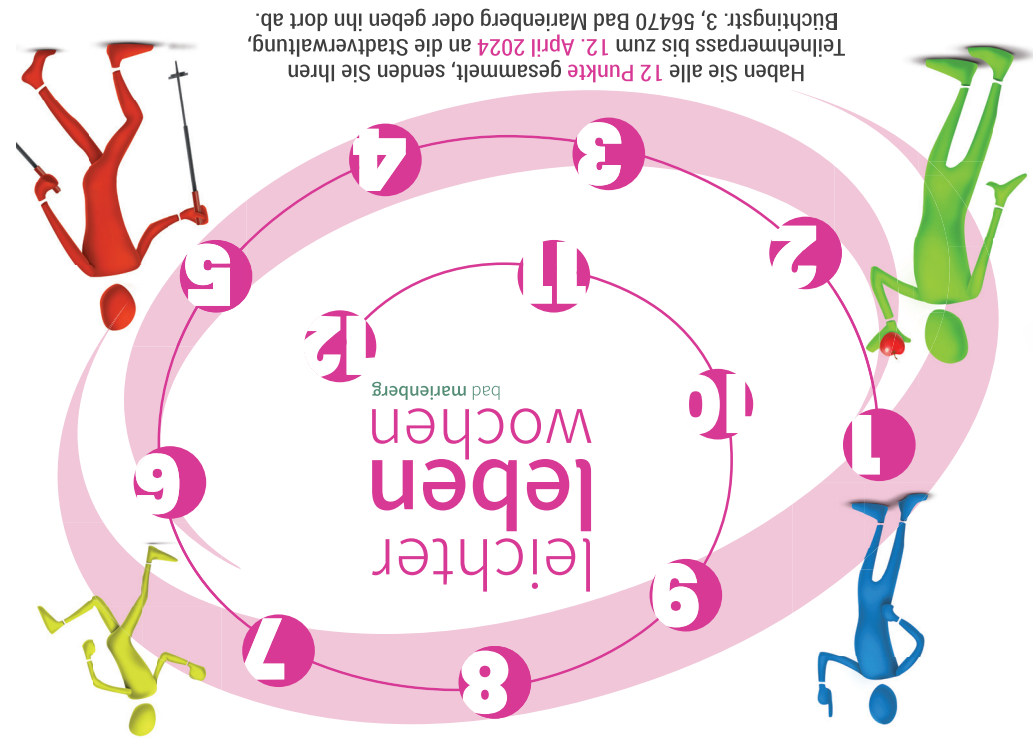 7
8
9
6
leichter
leben
wochen
bad marienberg
1
10
12
11
5
2
4
3
Haben Sie alle 12 Punkte gesammelt, senden Sie Ihren
Teilnehmerpass bis zum 12. April 2024 an die Stadtverwaltung,
Büchtingstr. 3, 56470 Bad Marienberg oder geben ihn dort ab.